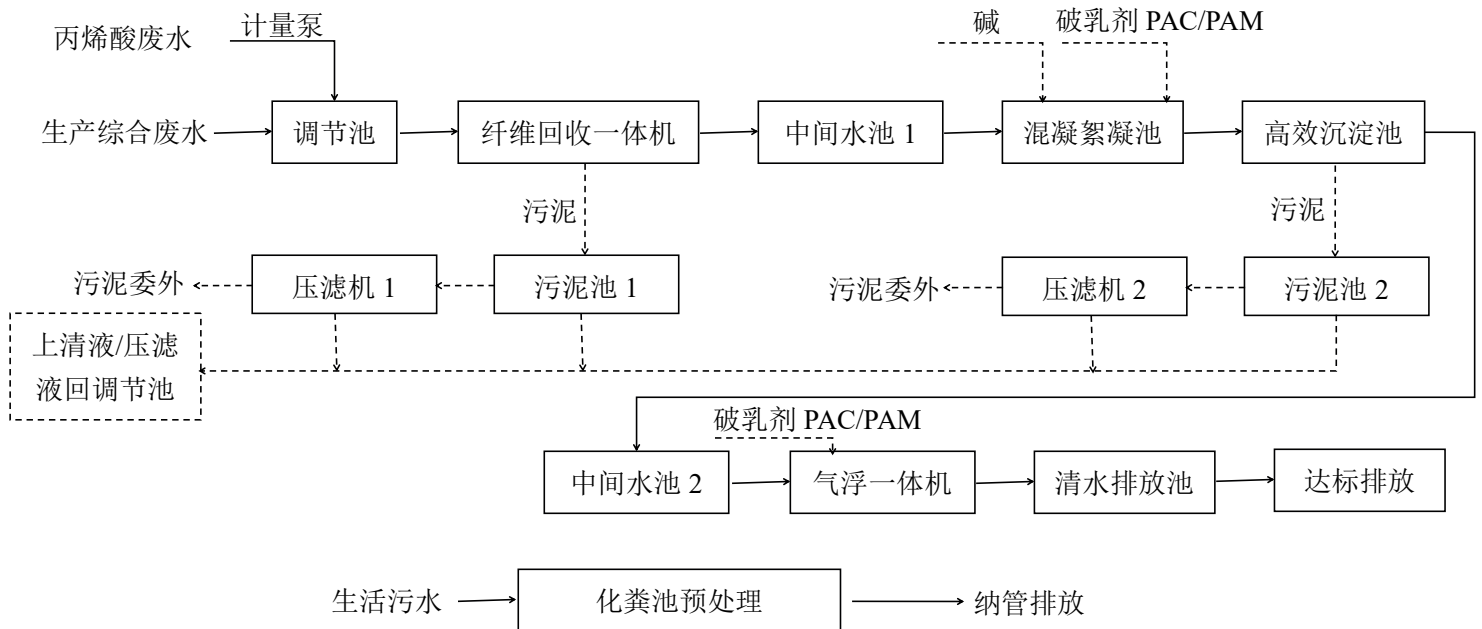 丙烯酸废水
计量泵
碱
破乳剂 PAC/PAM
生产综合废水
调节池
纤维回收一体机
中间水池 1
混凝絮凝池
高效沉淀池
污泥
污泥
污泥委外
压滤机 1
污泥池 1
污泥委外
压滤机 2
污泥池 2
上清液/压滤
液回调节池
破乳剂 PAC/PAM
中间水池 2
气浮一体机
清水排放池
达标排放
生活污水
化粪池预处理
纳管排放